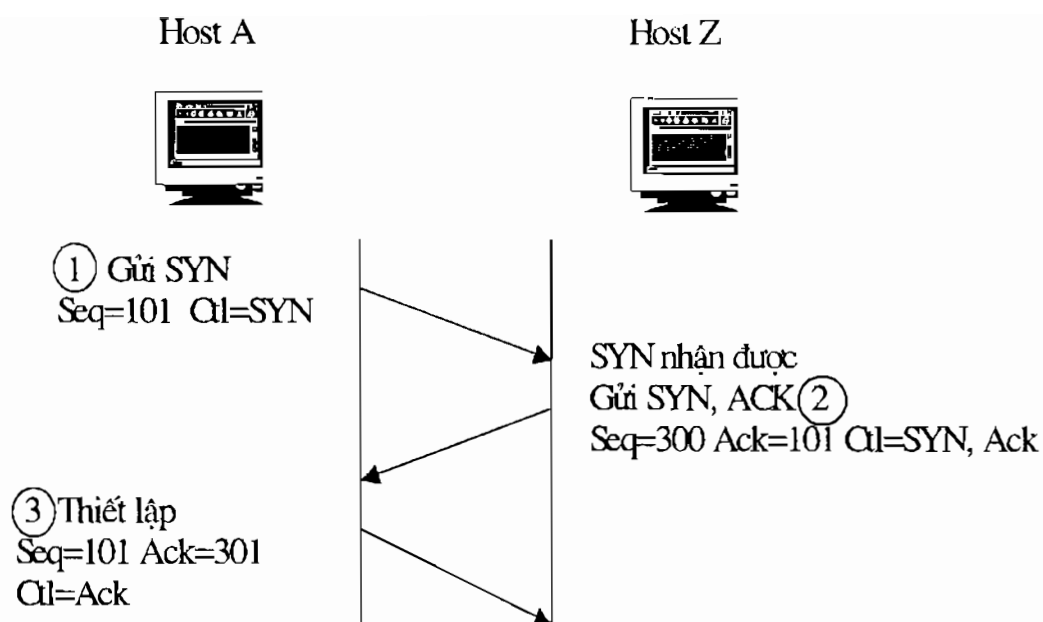 Host A
Host Z
1 Gửi SYN
Seq=101 Ctl=SYN
SYN nhận được
Gửi SYN, ACK 2
Seq=300 Ack=101 Ctl=SYN, Ack
3 Thiết lập
Seq=101 Ack=301
Ctl=Ack